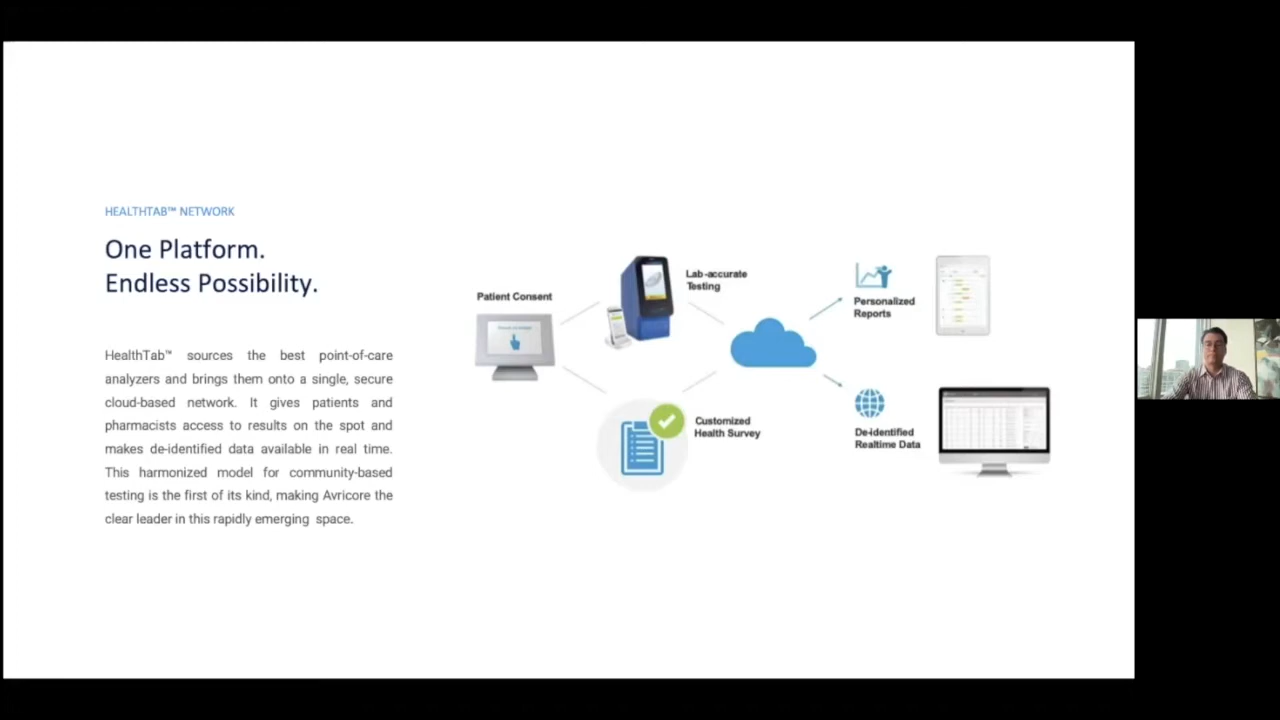 HEALTHTAB™ NETWORK
One Platform.
Endless Possibility.
HealthTab™ sources the best point-of-care
analyzers and brings them onto a single, secure
cloud-based network. It gives patients and
pharmacists access to results on the spot and
makes de-identified data available in real time.
This harmonized model for community-based
testing is the first of its kind, making Avricore the
clear leader in this rapidly emerging space.
Patient Consent
Lab-accurate
Testing
Customized
Health Survey
Personalized
Reports
De-identified
Realtime Data